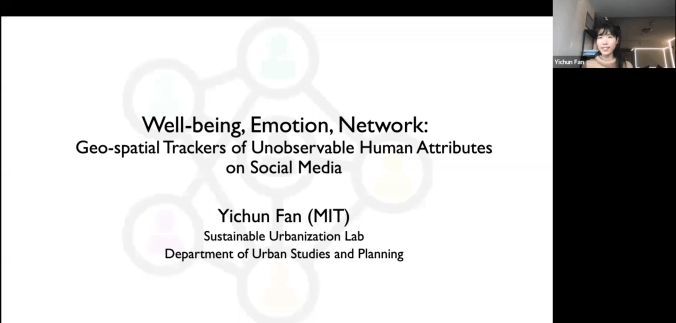 Well-being, Emotion, Network:
Geo-spatial Trackers of Unobservable Human Attributes
on Social Media
Yichun Fan (MIT)
Sustainable Urbanization Lab
Department of Urban Studies and Planning
Yichun Fan